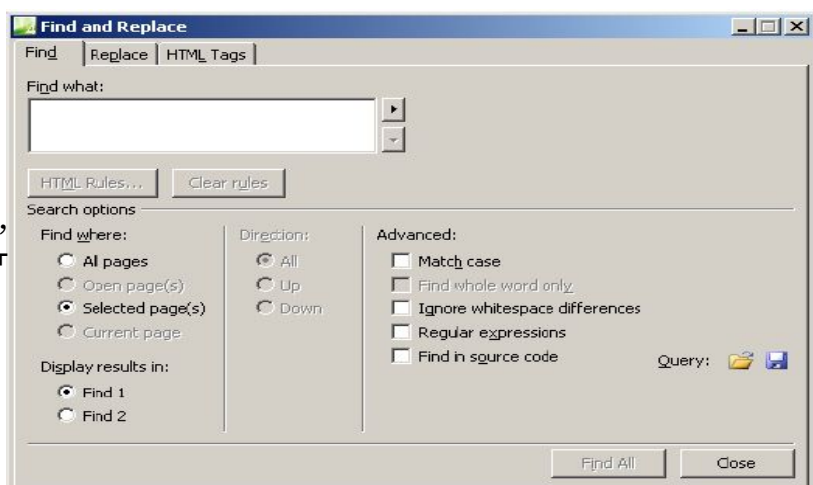 Find and Replace
Find Replace HTML Tags
Find what:
HTML Rules... Clear rules
Search options
Find where: Direction: Advanced:
All pages All Match case
Open page(s) Up Find whole word only
Selected page(s) Down Ignore whitespace differences
Current page Regular expressions
Display results in: Find in source code Query:
Find 1
Find 2
Find All Close